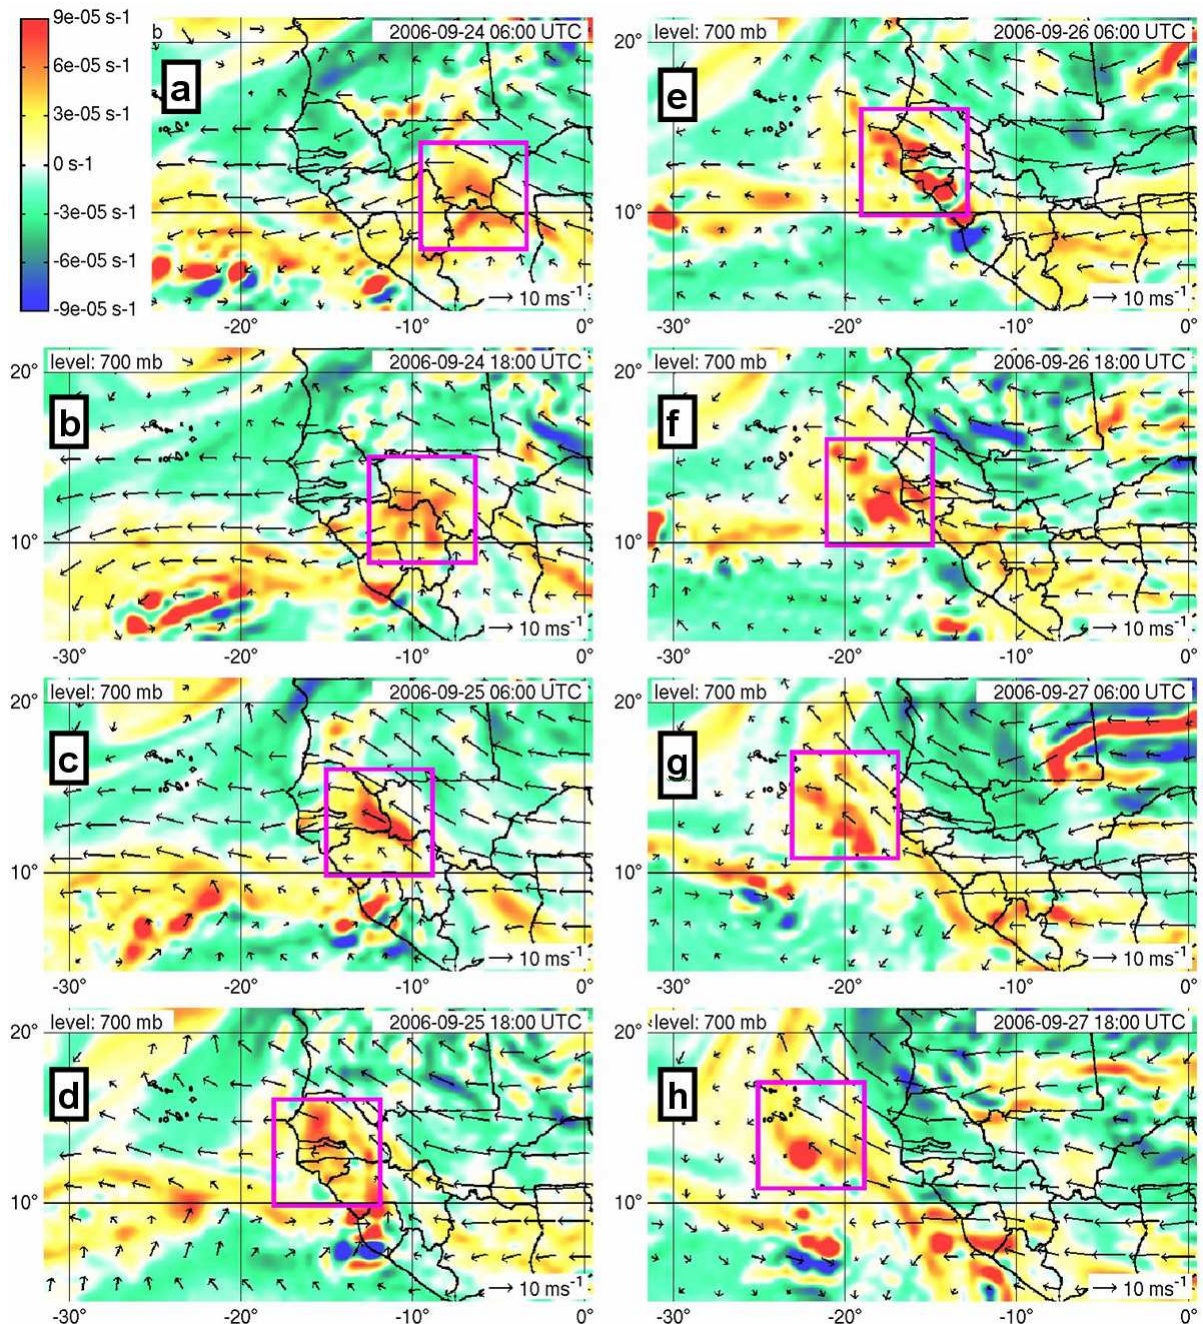 9e-05 s-1
6e-05 s-1
3e-05 s-1
0 s-1
-3e-05 s-1
-6e-05 s-1
-9e-05 s-1
b 2006-09-24 06:00 UTC
a
10 ms-1
-20° -10° 0°
level: 700 mb 2006-09-26 06:00 UTC
20°
e
10°
10 ms-1
-30° -20° -10° 0°
level: 700 mb 2006-09-24 18:00 UTC
20°
b
10°
10 ms-1
-30° -20° -10° 0°
level: 700 mb 2006-09-26 18:00 UTC
20°
f
10°
10 ms-1
-30° -20° -10° 0°
level: 700 mb 2006-09-25 06:00 UTC
20°
c
10°
10 ms-1
-30° -20° -10° 0°
level: 700 mb 2006-09-27 06:00 UTC
20°
g
10°
10 ms-1
-30° -20° -10° 0°
level: 700 mb 2006-09-25 18:00 UTC
20°
d
10°
10 ms-1
-30° -20° -10° 0°
level: 700 mb 2006-09-27 18:00 UTC
20°
h
10°
10 ms-1
-30° -20° -10° 0°